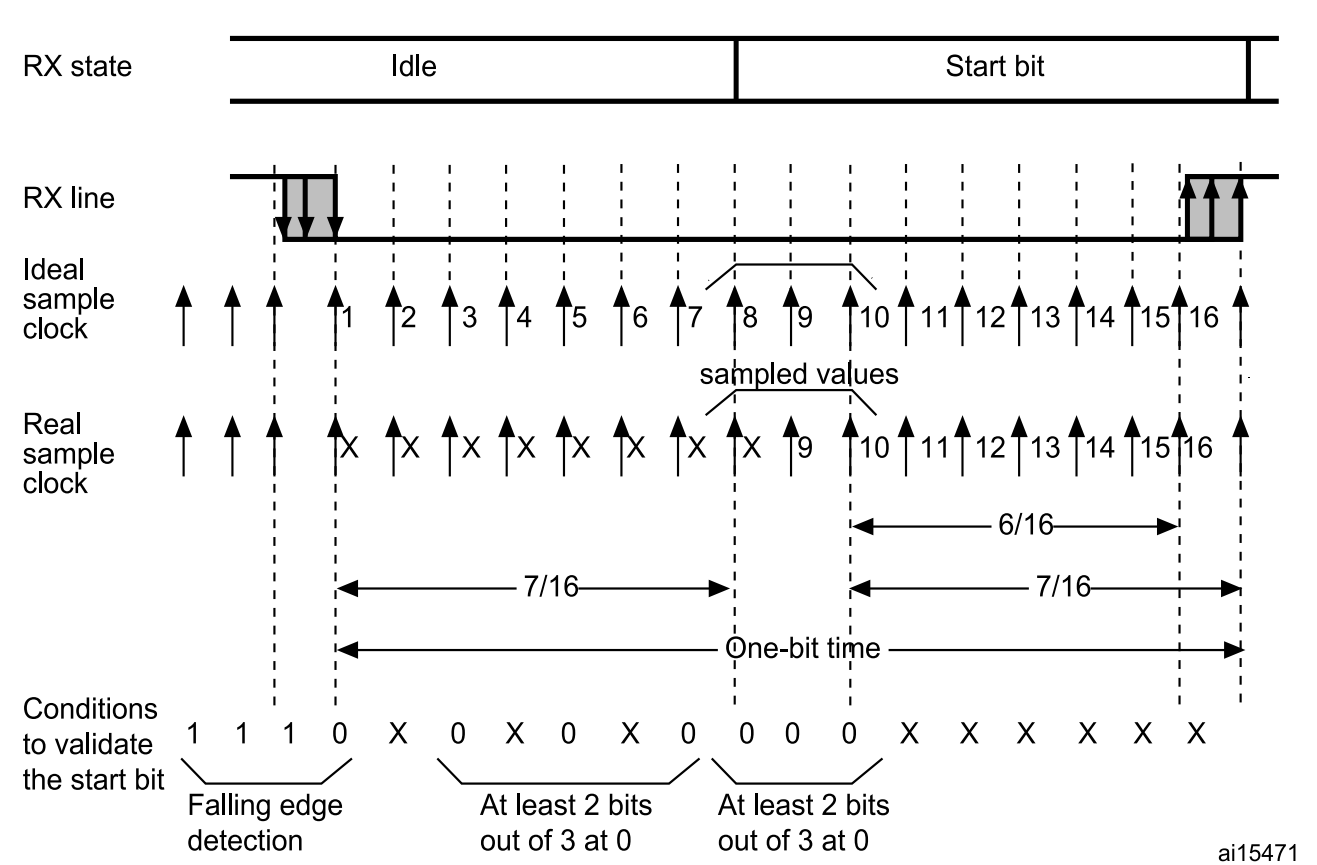 RX state
Idle
Start bit
RX line
Ideal
sample
clock
1 2 3 4 5 6 7 8 9 10 11 12 13 14 15 16
sampled values
Real
sample
clock
X X X X X X X X 9 10 11 12 13 14 15 16
6/16
7/16
7/16
One-bit time
Conditions
to validate
the start bit
1 1 1 0 X 0 X 0 X 0 0 0 0 X X X X X X
Falling edge
detection
At least 2 bits
out of 3 at 0
At least 2 bits
out of 3 at 0
ai15471